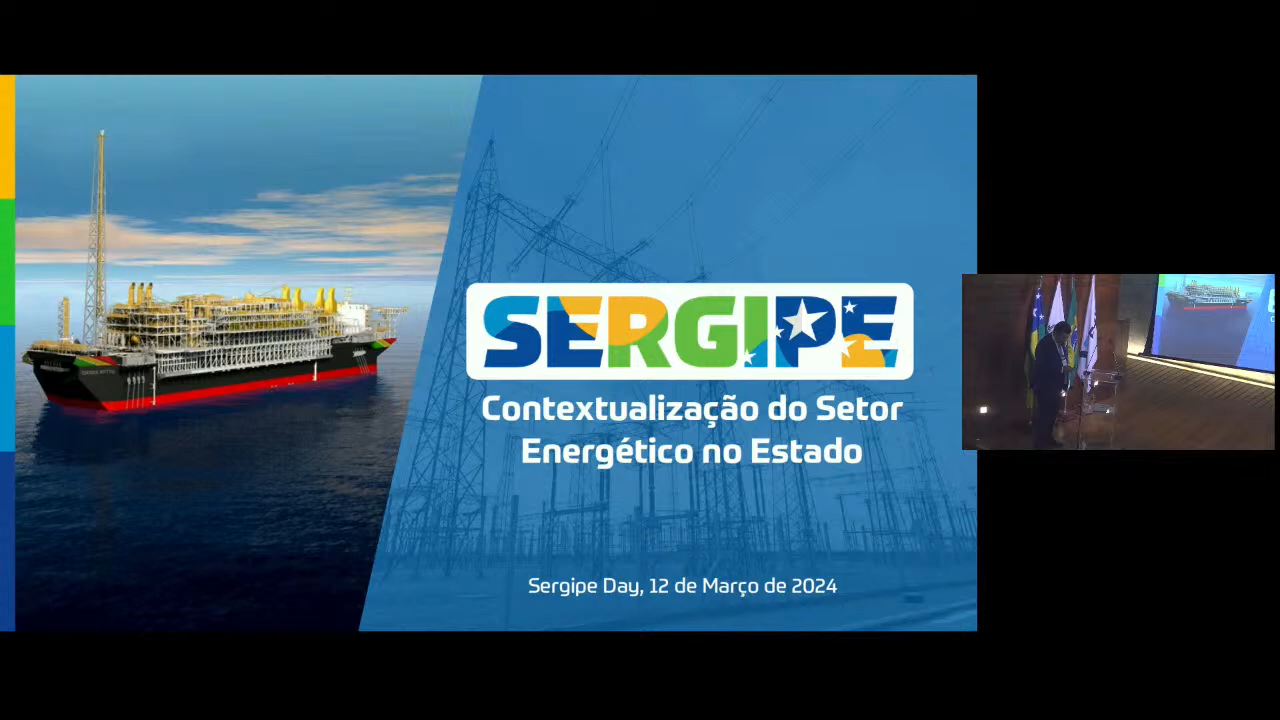 SERGIPE
Contextualização do Setor
Energético no Estado
Sergipe Day, 12 de Março de 2024